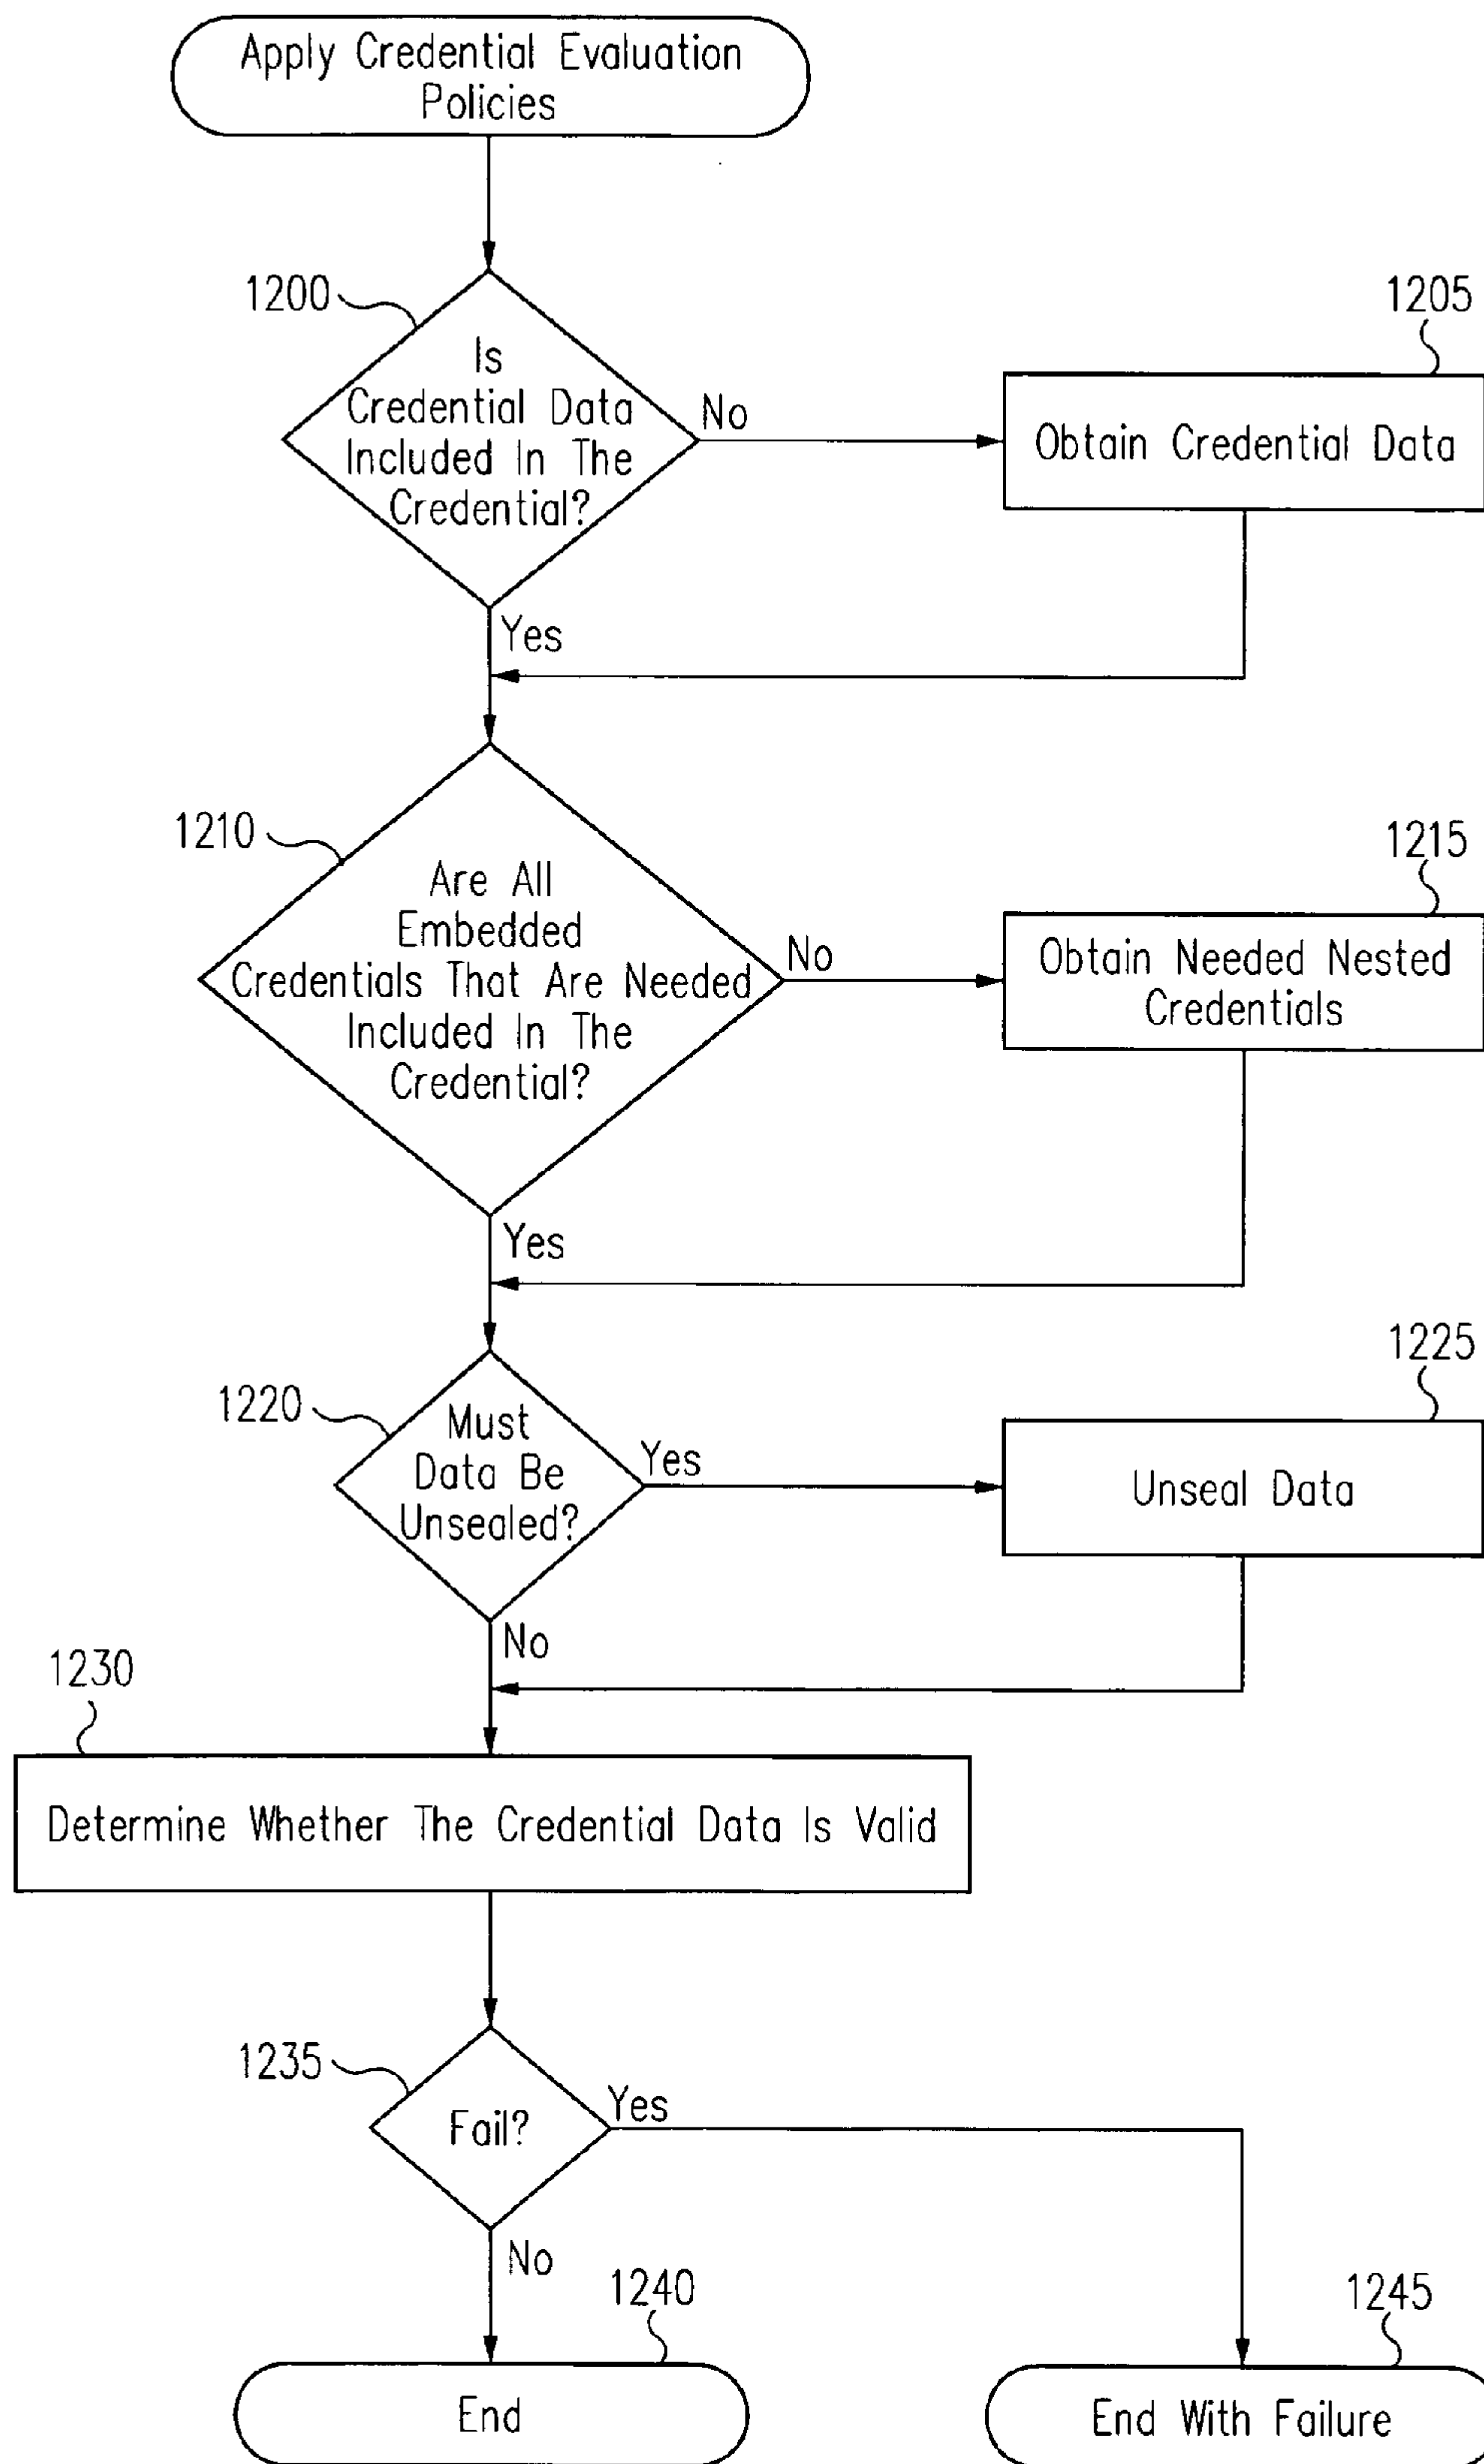 Apply Credential Evaluation
Policies
1200
Is
Credential Data
Included In The
Credential?
No
1205
Obtain Credential Data
Yes
1210
Are All
Embedded
Credentials That Are Needed
Included In The
Credential?
No
1215
Obtain Needed Nested
Credentials
Yes
1220
Must
Data Be
Unsealed?
Yes
1225
Unseal Data
No
1230
Determine Whether The Credential Data Is Valid
1235
Fail?
Yes
No
1240
End
1245
End With Failure